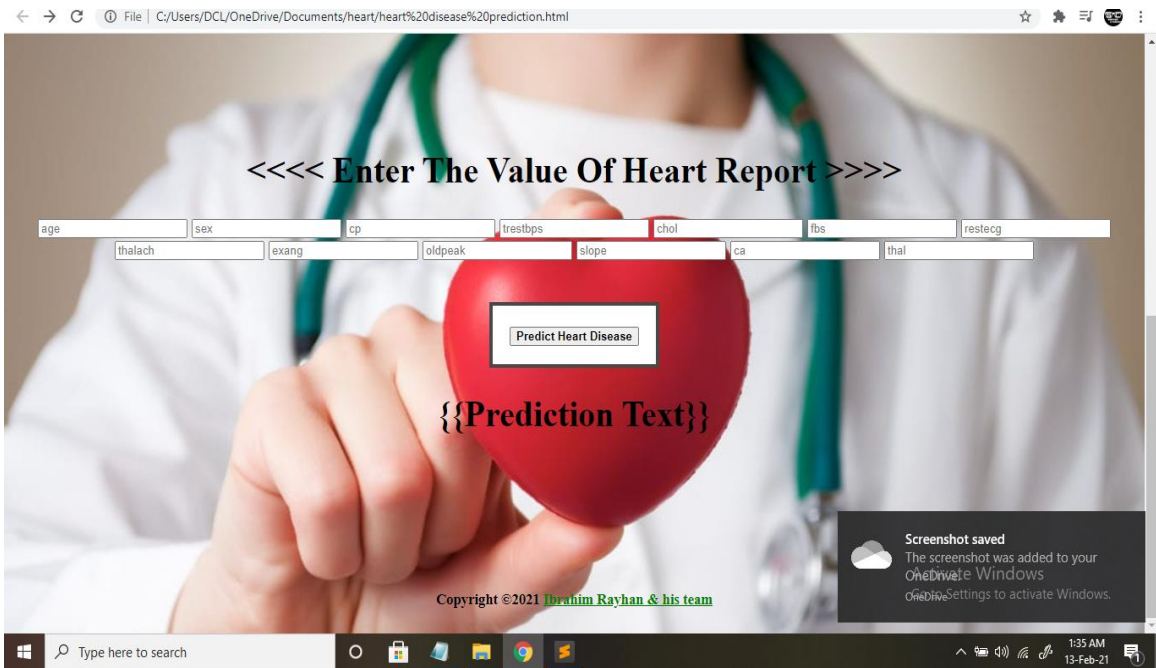 File | C:/Users/DCL/OneDrive/Documents/heart/heart%20disease%20prediction.html
<<<< Enter The Value Of Heart Report >>>>
age sex cp trestbps chol fbs restecg
thalach exang oldpeak slope ca thal
Predict Heart Disease
{{Prediction Text}}
Screenshot saved
The screenshot was added to your
OneDrive.
Activate Windows
OneDrive
Go to Settings to activate Windows.
Copyright ©2021 Ibrahim Rayhan & his team
Type here to search
1:35 AM
13-Feb-21
1